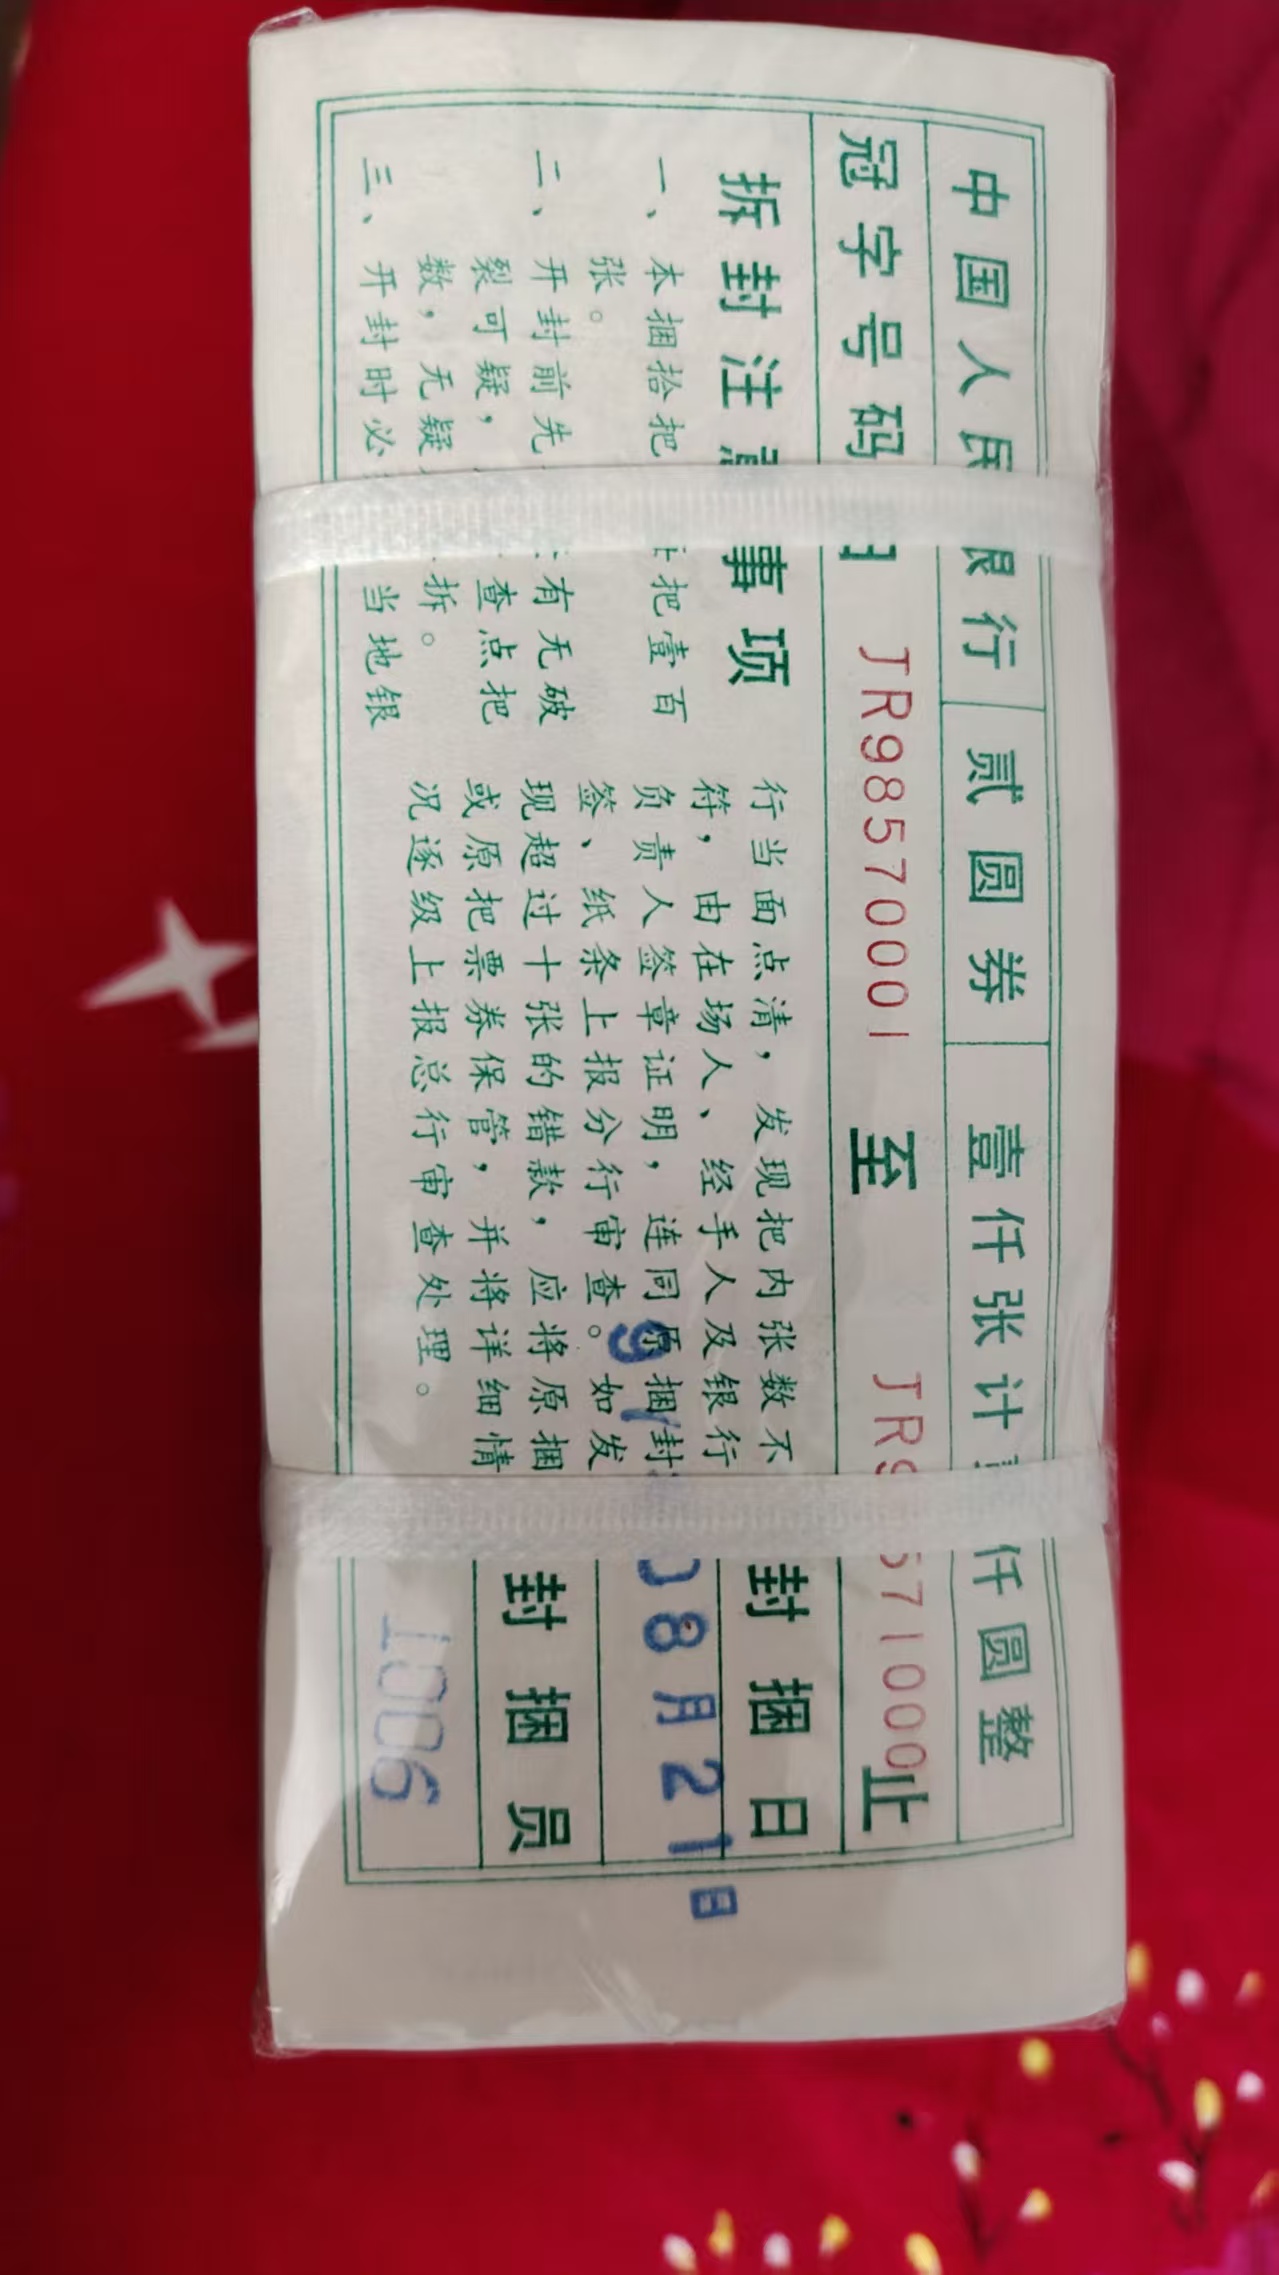 中国人民银行 贰圆券 壹仟张计 仟圆整
冠字号码 JR98570001 至 JR9 571000 止
拆封注意事项
一、本捆拾把 把壹百
张。
二、开封前先 有无破
裂可疑, 查点把
数,无疑 拆。
三、开封时必 当地银
行当面点清,发现把内张数不
符,由在场人、经手人及银行
负责人签章证明,连同原捆封
签、纸条上报分行审查。如发
现超过十张的错款,应将原捆
或原把票券保管,并将详细情
况逐级上报总行审查处理。
封捆日
9 08月21日
封捆员
1006